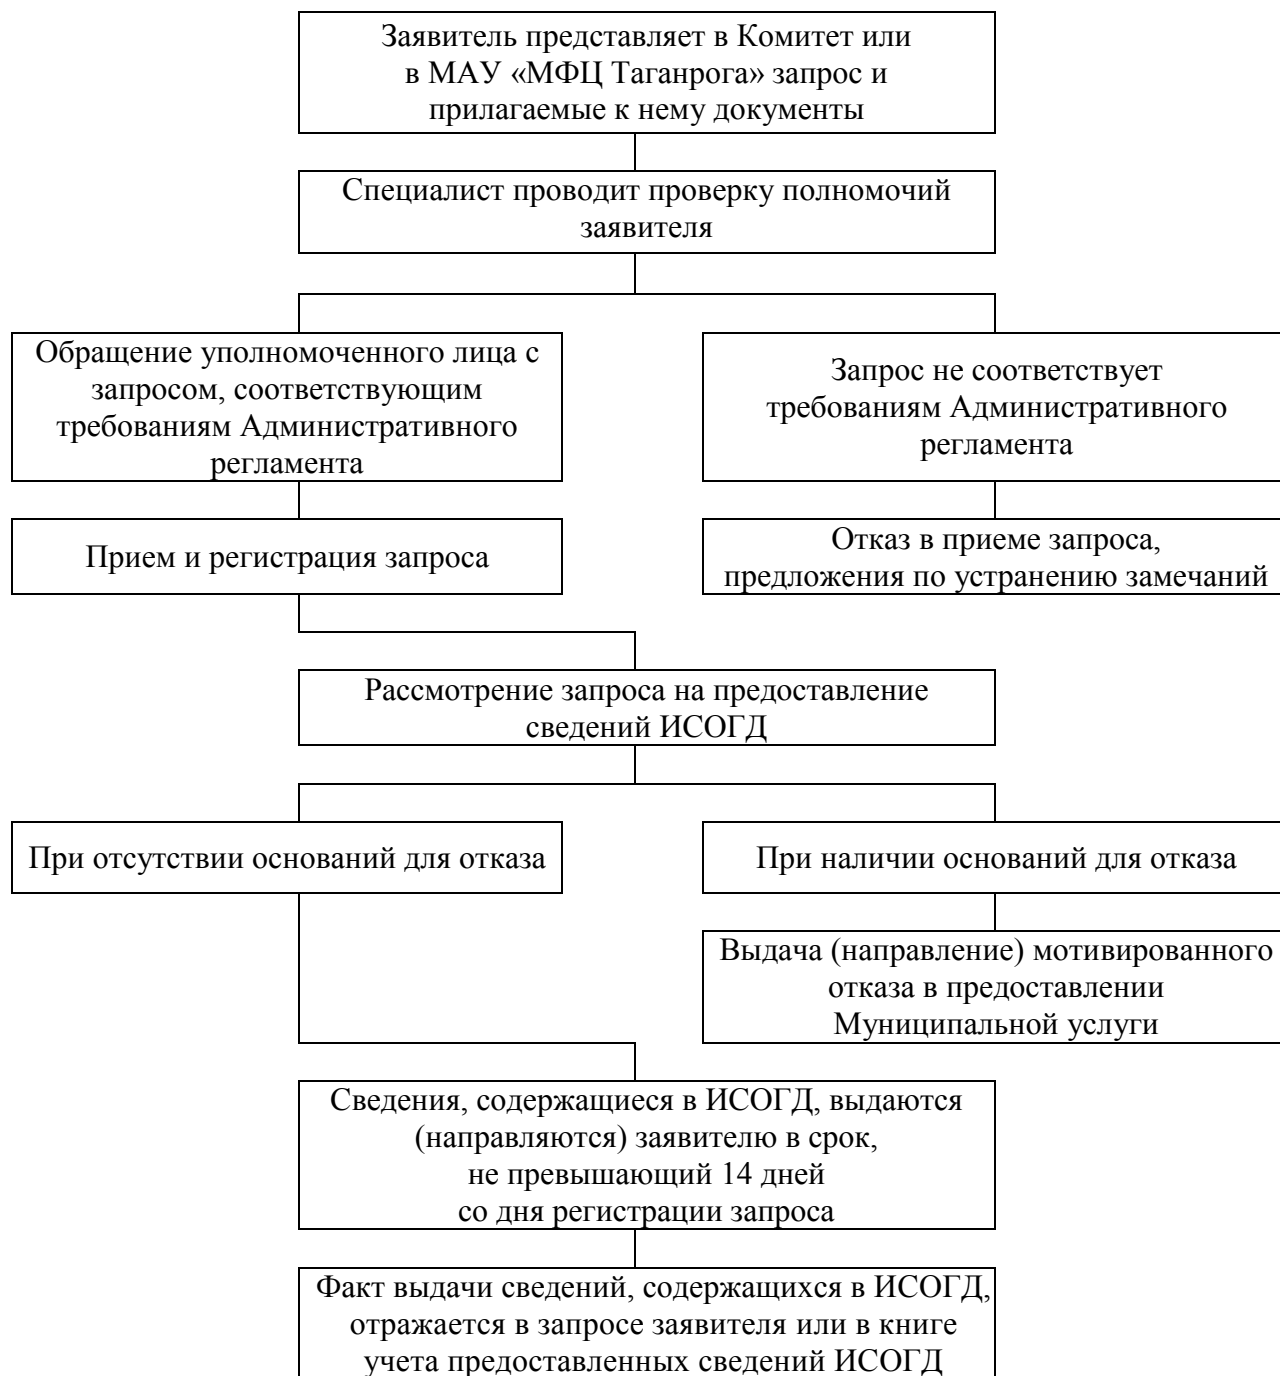 Заявитель представляет в Комитет или
в МАУ «МФЦ Таганрога» запрос и
прилагаемые к нему документы
Специалист проводит проверку полномочий
заявителя
Обращение уполномоченного лица с
запросом, соответствующим
требованиям Административного
регламента
Запрос не соответствует
требованиям Административного
регламента
Прием и регистрация запроса
Отказ в приеме запроса,
предложения по устранению замечаний
Рассмотрение запроса на предоставление
сведений ИСОГД
При отсутствии оснований для отказа
При наличии оснований для отказа
Выдача (направление) мотивированного
отказа в предоставлении
Муниципальной услуги
Сведения, содержащиеся в ИСОГД, выдаются
(направляются) заявителю в срок,
не превышающий 14 дней
со дня регистрации запроса
Факт выдачи сведений, содержащихся в ИСОГД,
отражается в запросе заявителя или в книге
учета предоставленных сведений ИСОГД